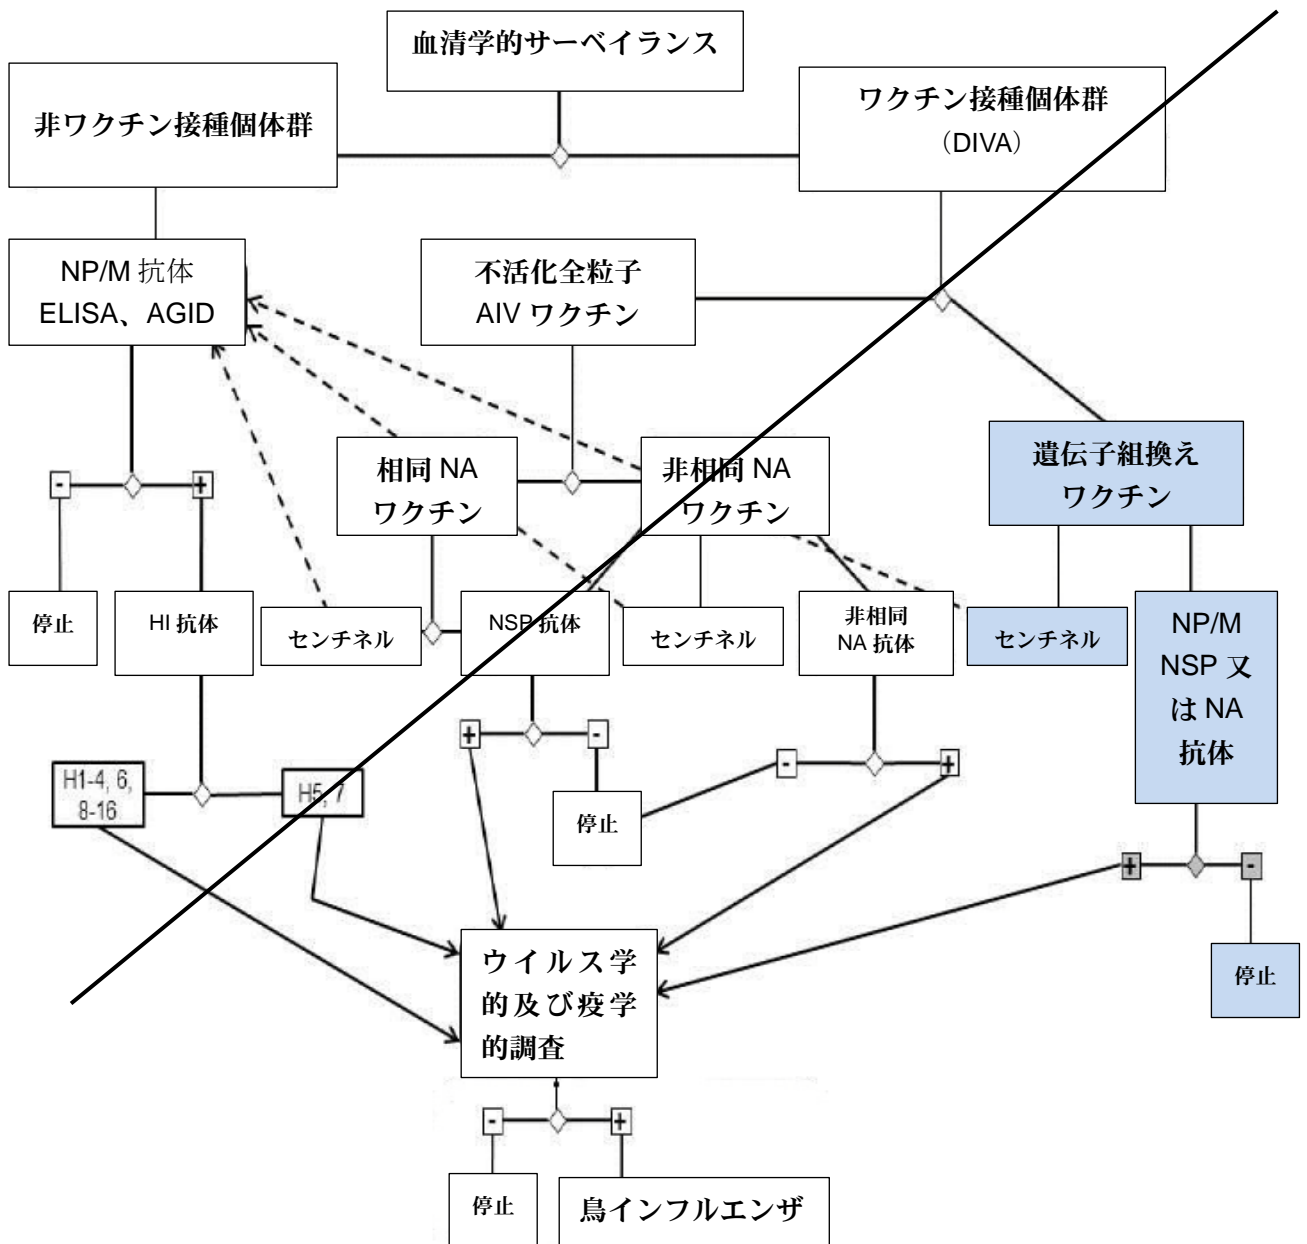 血清学的サーベイランス
非ワクチン接種個体群
ワクチン接種個体群
（DIVA）
NP/M 抗体
ELISA、AGID
不活化全粒子
AIV ワクチン
相同 NA
ワクチン
非相同 NA
ワクチン
遺伝子組換え
ワクチン
-
+
停止
HI 抗体
センチネル
NSP 抗体
センチネル
非相同
NA 抗体
センチネル
NP/M
NSP 又
は NA
抗体
+
-
-
+
H1-4, 6,
8-16
H5, 7
停止
+
-
停止
ウイルス学
的及び疫学
的調査
-
+
停止
鳥インフルエンザ